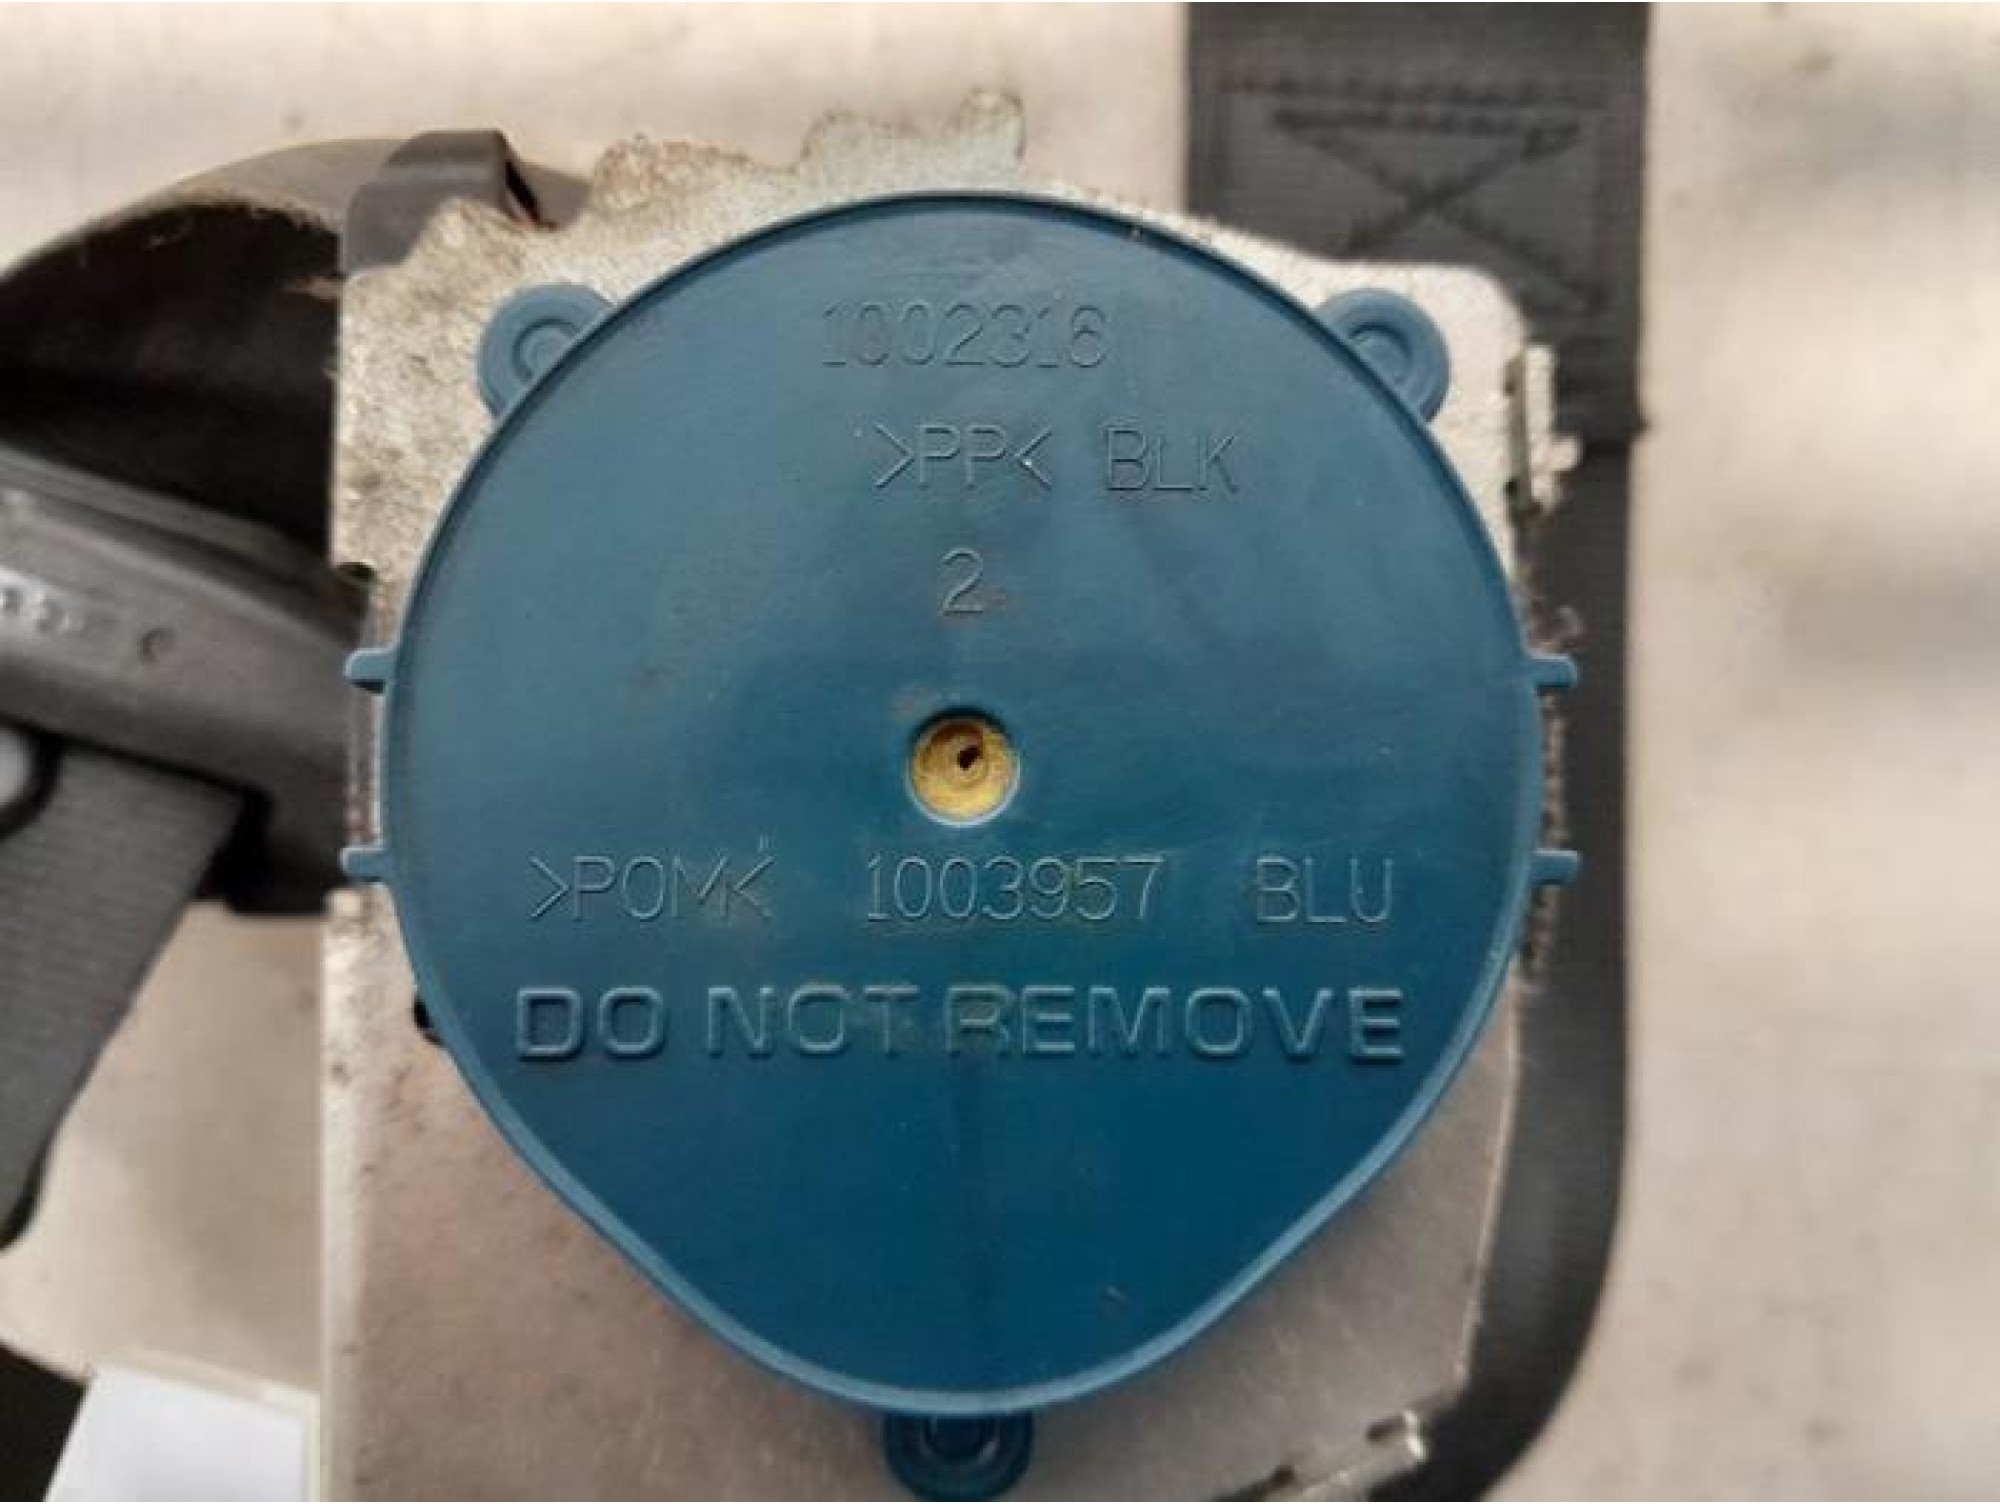 1002316
>PP< BLK
2
>POM< 1003957 BLU
DO NOT REMOVE